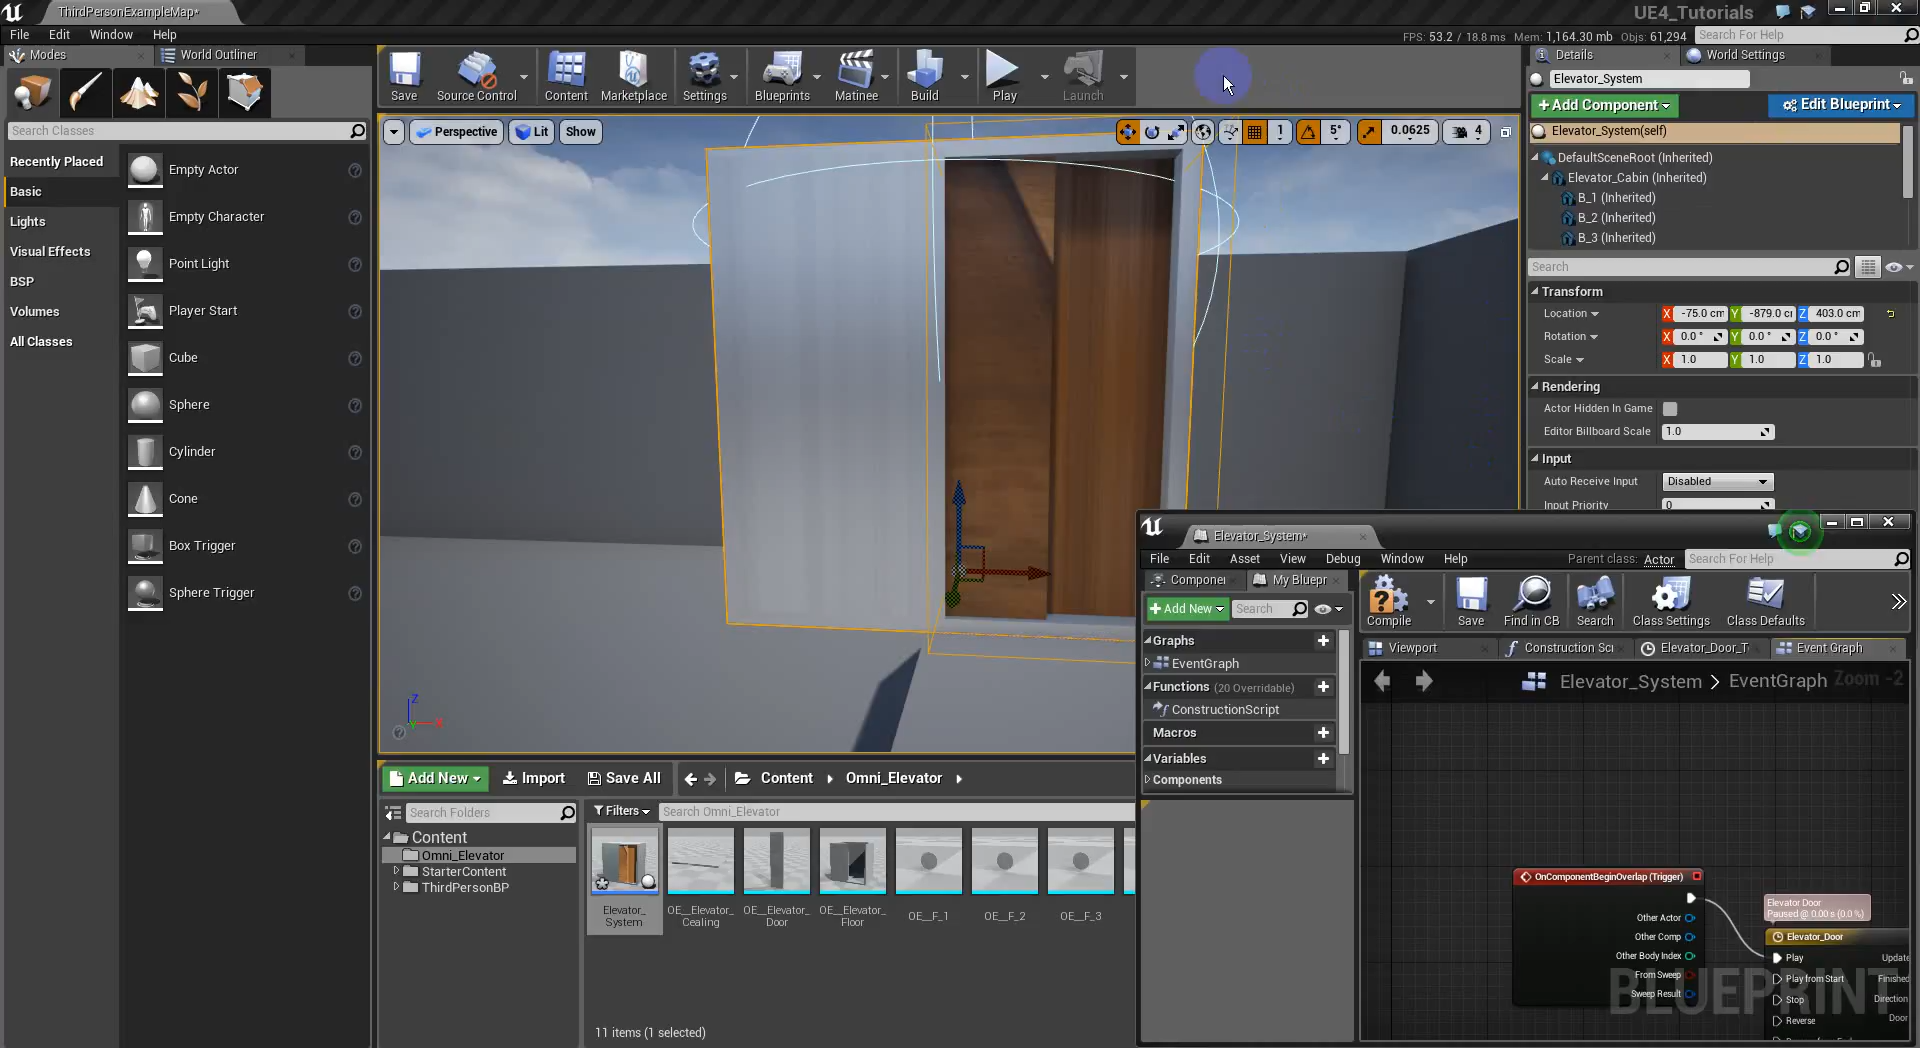 ThirdPersonExampleMap*
UE4_Tutorials
File Edit Window Help
FPS: 53.2 / 18.8 ms Mem: 1,164.30 mb Objs: 61,294
Search For Help
Modes
World Outliner
Search Classes
Recently Placed
Basic
Lights
Visual Effects
BSP
Volumes
All Classes
Empty Actor
Empty Character
Point Light
Player Start
Cube
Sphere
Cylinder
Cone
Box Trigger
Sphere Trigger
Save
Source Control
Content
Marketplace
Settings
Blueprints
Matinee
Build
Play
Launch
Perspective
Lit
Show
1
5°
0.0625
4
Z
X
Y
Details
World Settings
Elevator_System
+Add Component
Edit Blueprint
Elevator_System(self)
DefaultSceneRoot (Inherited)
Elevator_Cabin (Inherited)
B_1 (Inherited)
B_2 (Inherited)
B_3 (Inherited)
Search
Transform
Location X -75.0 cm Y -879.0 cm Z 403.0 cm
Rotation X 0.0 ° Y 0.0 ° Z 0.0 °
Scale X 1.0 Y 1.0 Z 1.0
Rendering
Actor Hidden In Game
Editor Billboard Scale 1.0
Input
Auto Receive Input Disabled
Input Priority 0
Add New
Import
Save All
Content
Omni_Elevator
Search Folders
Content
Omni_Elevator
StarterContent
ThirdPersonBP
Filters
Search Omni_Elevator
Elevator_
System
OE__Elevator_
Cealing
OE__Elevator_
Door
OE__Elevator_
Floor
OE__F_1
OE__F_2
OE__F_3
11 items (1 selected)
Elevator_System*
File Edit Asset View Debug Window Help
Parent class: Actor
Search For Help
Componen
My Bluepr
+Add New
Search
Graphs
EventGraph
Functions (20 Overridable)
ConstructionScript
Macros
Variables
Components
Compile
Save
Find in CB
Search
Class Settings
Class Defaults
Viewport
Construction Scr
Elevator_Door_T
Event Graph
Elevator_System > EventGraph
Zoom -2
OnComponentBeginOverlap (Trigger)
Other Actor
Other Comp
Other Body Index
From Sweep
Sweep Result
Elevator Door
Paused @ 0.00 s (0.0 %)
Elevator_Door
Play
Play from Start
Stop
Reverse
Update
Finished
Direction
Door
BLUEPRINT